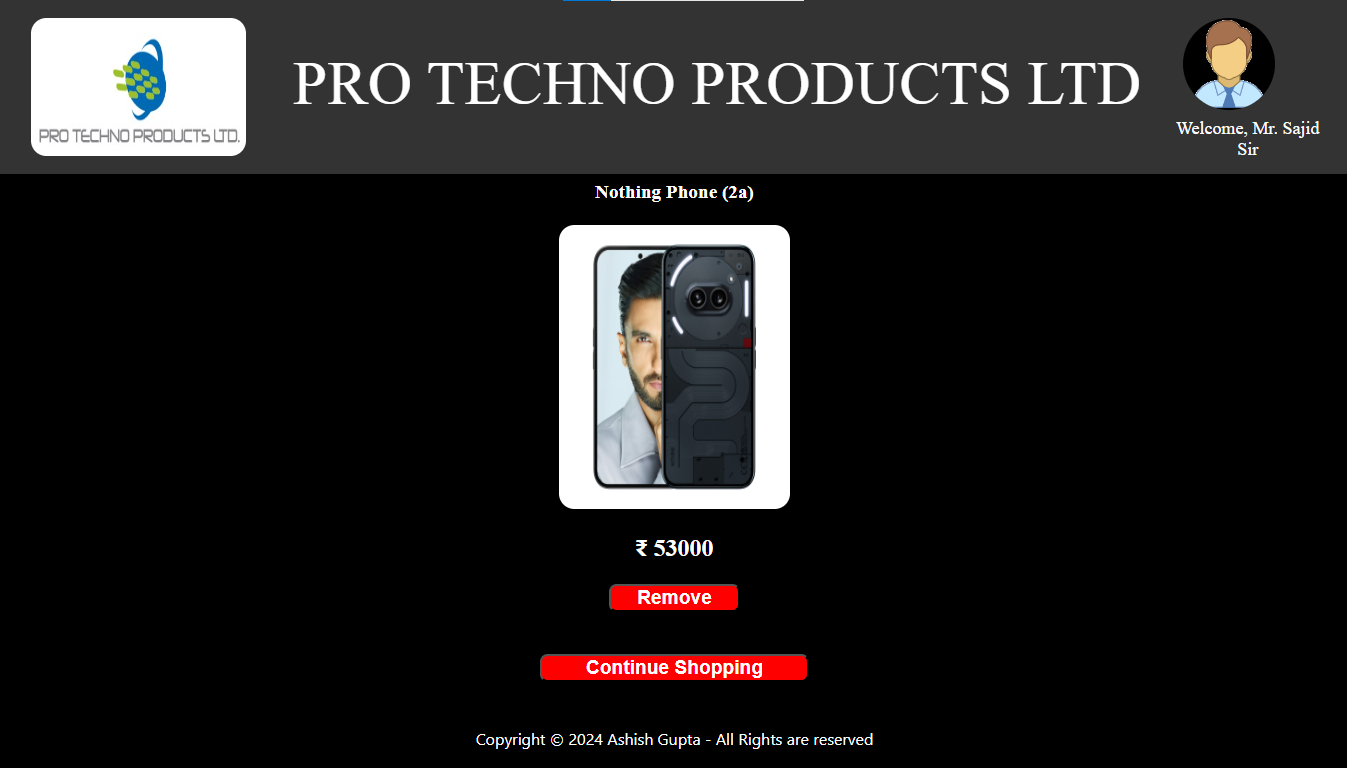 PRO TECHNO PRODUCTS LTD.
PRO TECHNO PRODUCTS LTD
Welcome, Mr. Sajid
Sir
Nothing Phone (2a)
₹ 53000
Remove
Continue Shopping
Copyright © 2024 Ashish Gupta - All Rights are reserved